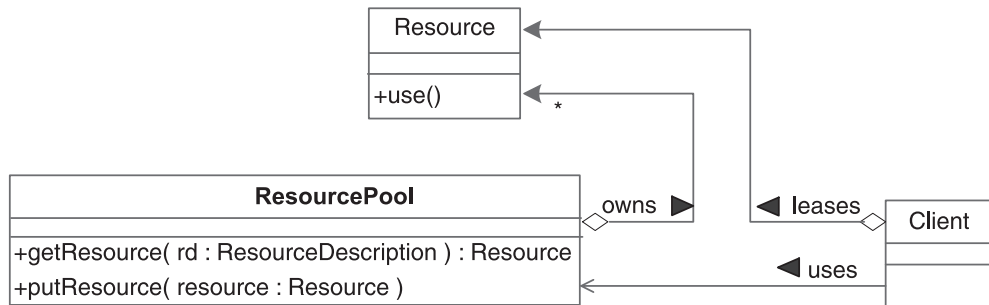 Resource
+use()
*
ResourcePool
owns
leases
Client
+getResource( rd : ResourceDescription ) : Resource
uses
+putResource( resource : Resource )